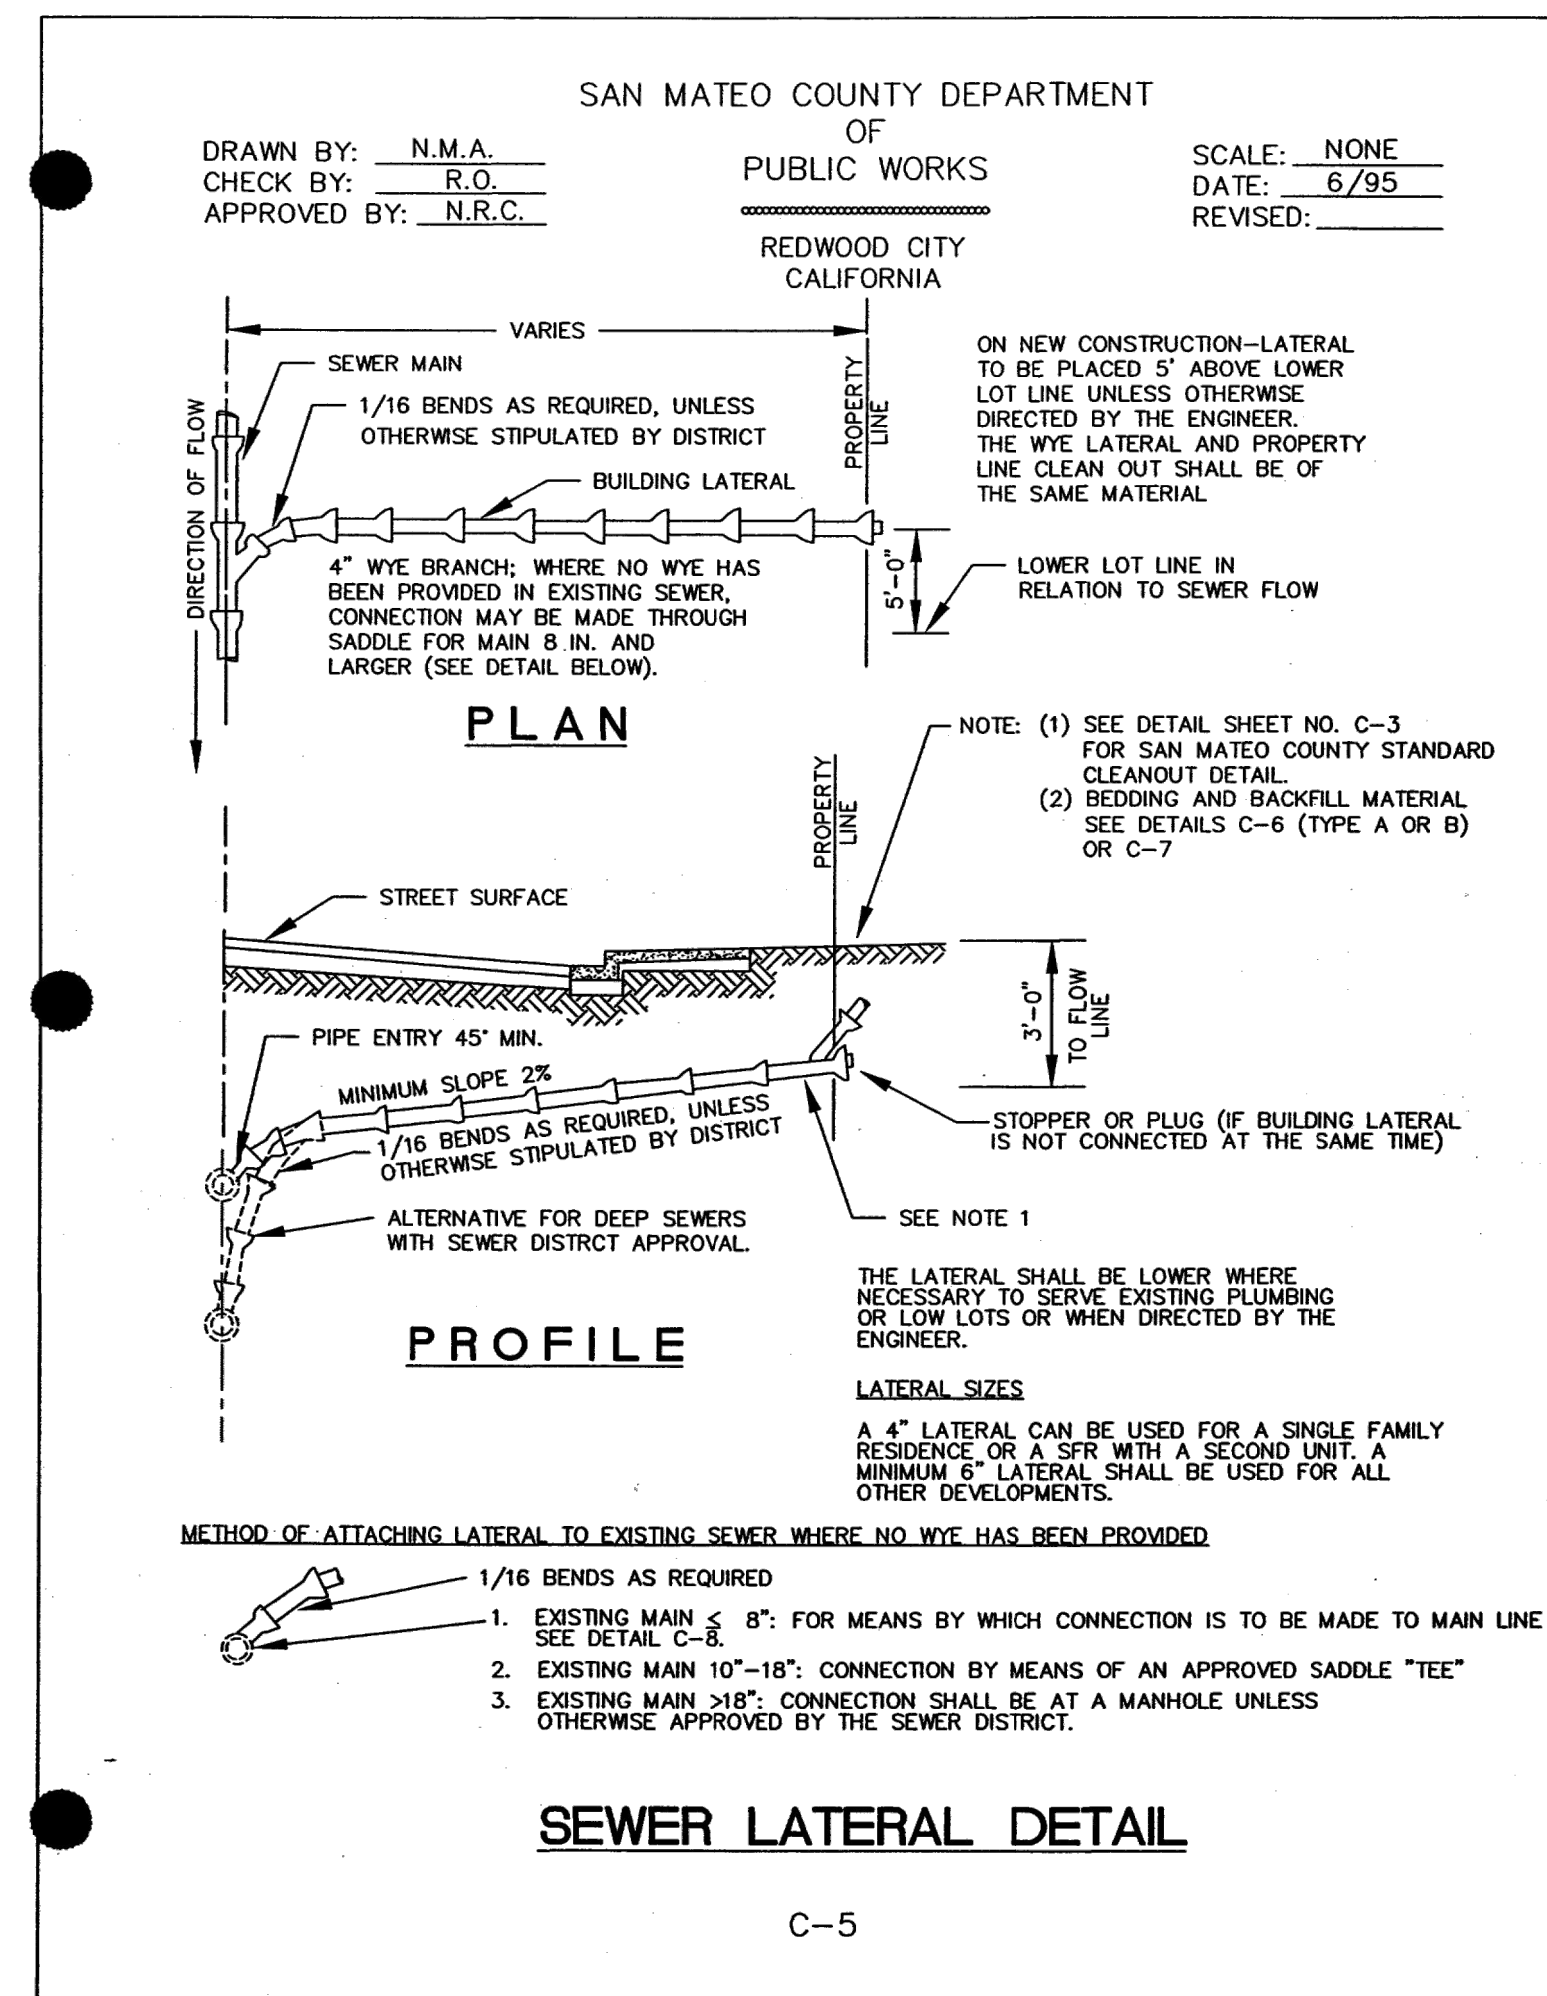 SAN MATEO COUNTY DEPARTMENT
OF
PUBLIC WORKS
REDWOOD CITY
CALIFORNIA
DRAWN BY: N.M.A.
CHECK BY: R.O.
APPROVED BY: N.R.C.
SCALE: NONE
DATE: 6/95
REVISED:
VARIES
SEWER MAIN
1/16 BENDS AS REQUIRED, UNLESS
OTHERWISE STIPULATED BY DISTRICT
BUILDING LATERAL
DIRECTION OF FLOW
PROPERTY
LINE
ON NEW CONSTRUCTION-LATERAL
TO BE PLACED 5' ABOVE LOWER
LOT LINE UNLESS OTHERWISE
DIRECTED BY THE ENGINEER.
THE WYE LATERAL AND PROPERTY
LINE CLEAN OUT SHALL BE OF
THE SAME MATERIAL
4" WYE BRANCH; WHERE NO WYE HAS
BEEN PROVIDED IN EXISTING SEWER,
CONNECTION MAY BE MADE THROUGH
SADDLE FOR MAIN 8 IN. AND
LARGER (SEE DETAIL BELOW).
5'-0"
LOWER LOT LINE IN
RELATION TO SEWER FLOW
PLAN
NOTE: (1) SEE DETAIL SHEET NO. C-3
FOR SAN MATEO COUNTY STANDARD
CLEANOUT DETAIL.
(2) BEDDING AND BACKFILL MATERIAL
SEE DETAILS C-6 (TYPE A OR B)
OR C-7
PROPERTY
LINE
STREET SURFACE
PIPE ENTRY 45° MIN.
MINIMUM SLOPE 2%
1/16 BENDS AS REQUIRED, UNLESS
OTHERWISE STIPULATED BY DISTRICT
3'-0"
TO FLOW
LINE
STOPPER OR PLUG (IF BUILDING LATERAL
IS NOT CONNECTED AT THE SAME TIME)
ALTERNATIVE FOR DEEP SEWERS
WITH SEWER DISTRCT APPROVAL.
SEE NOTE 1
PROFILE
THE LATERAL SHALL BE LOWER WHERE
NECESSARY TO SERVE EXISTING PLUMBING
OR LOW LOTS OR WHEN DIRECTED BY THE
ENGINEER.
LATERAL SIZES
A 4" LATERAL CAN BE USED FOR A SINGLE FAMILY
RESIDENCE OR A SFR WITH A SECOND UNIT. A
MINIMUM 6" LATERAL SHALL BE USED FOR ALL
OTHER DEVELOPMENTS.
METHOD OF ATTACHING LATERAL TO EXISTING SEWER WHERE NO WYE HAS BEEN PROVIDED
1/16 BENDS AS REQUIRED
1. EXISTING MAIN ≤ 8": FOR MEANS BY WHICH CONNECTION IS TO BE MADE TO MAIN LINE
SEE DETAIL C-8.
2. EXISTING MAIN 10"-18": CONNECTION BY MEANS OF AN APPROVED SADDLE "TEE"
3. EXISTING MAIN >18": CONNECTION SHALL BE AT A MANHOLE UNLESS
OTHERWISE APPROVED BY THE SEWER DISTRICT.
SEWER LATERAL DETAIL
C-5